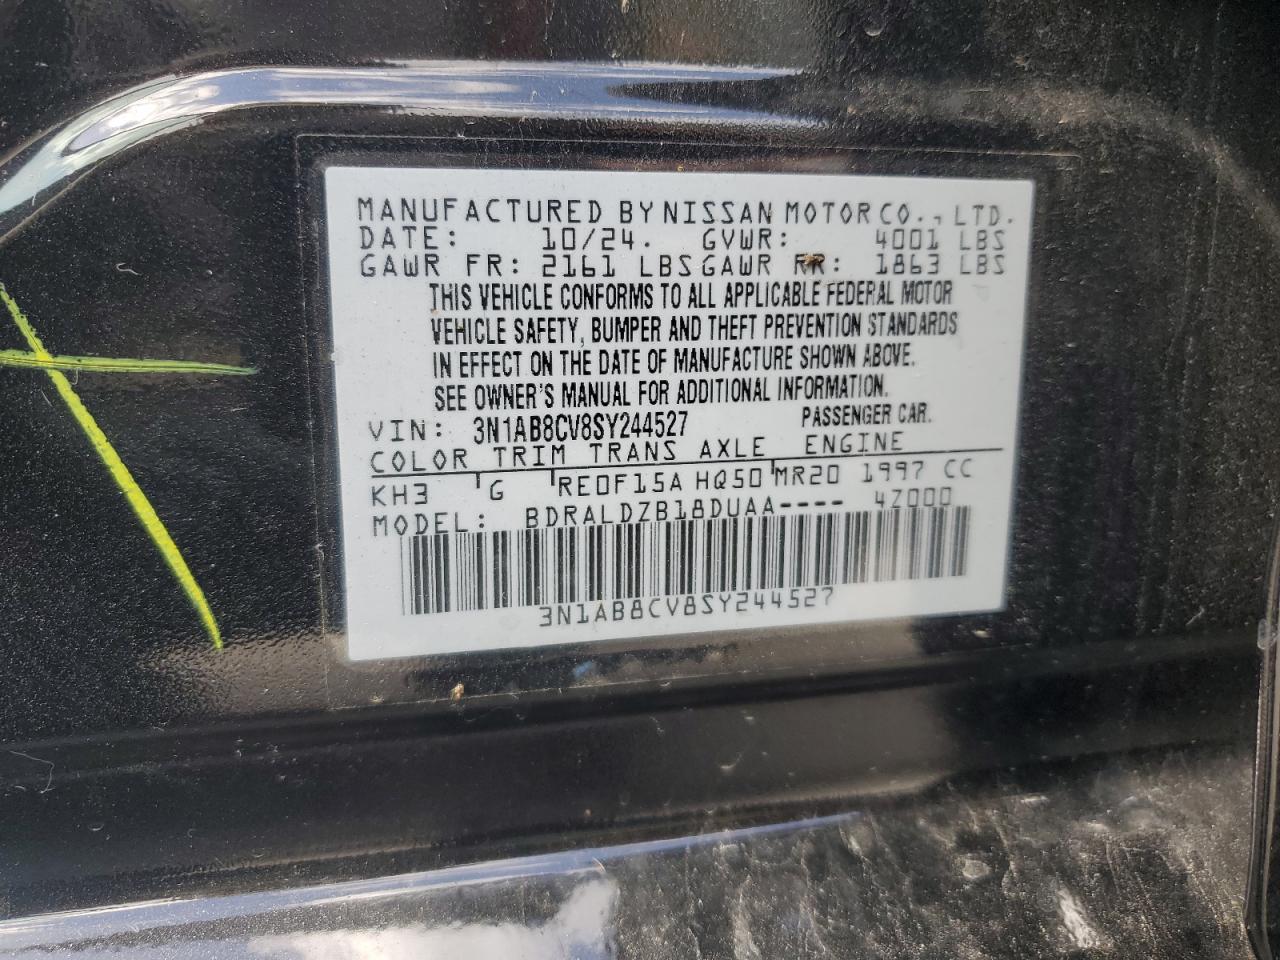 MANUFACTURED BY NISSAN MOTOR CO., LTD.
DATE: 10/24. GVWR: 4001 LBS
GAWR FR: 2161 LBS GAWR RR: 1863 LBS
THIS VEHICLE CONFORMS TO ALL APPLICABLE FEDERAL MOTOR
VEHICLE SAFETY, BUMPER AND THEFT PREVENTION STANDARDS
IN EFFECT ON THE DATE OF MANUFACTURE SHOWN ABOVE.
SEE OWNER'S MANUAL FOR ADDITIONAL INFORMATION.
VIN: 3N1AB8CV8SY244527 PASSENGER CAR.
COLOR TRIM TRANS AXLE ENGINE
KH3 G RE0F15A HQ50 MR20 1997 CC
MODEL: BDRALDZB18DUAA---- 4Z000
3N1AB8CV8SY244527